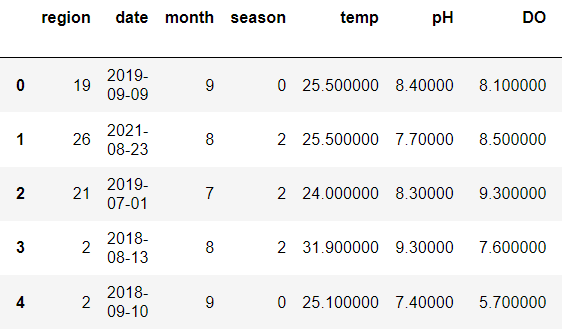 region date month season temp pH DO
0 19 2019-09-09 9 0 25.500000 8.40000 8.100000
1 26 2021-08-23 8 2 25.500000 7.70000 8.500000
2 21 2019-07-01 7 2 24.000000 8.30000 9.300000
3 2 2018-08-13 8 2 31.900000 9.30000 7.600000
4 2 2018-09-10 9 0 25.100000 7.40000 5.700000